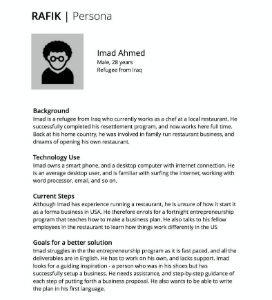 RAFIK | Persona
Imad Ahmed
Male, 28 years
Refugee from Iraq
Background
Imad is a refugee from Iraq who currently works as a chef at a local restaurant. He
successfully completed his resettlement program, and now works here full time.
Back at his home country, he was involved in family run restaurant business, and
dreams of opening his own restaurant.
Technology Use
Imad owns a smart phone, and a desktop computer with internet connection. He
is an average desktop user, and is familiar with surfing the internet, working with
word processor, email, and so on.
Current Steps
Although Imad has experience running a restaurant, he is unsure of how it start it
as a forma business in USA. He therefore enrols for a fortnight entrepreneurship
program that teaches how to make a business plan. He also talks to his fellow
employees in the restaurant to learn how things work differently in the US
Goals for a better solution
Imad struggles in the the entrepreneurship program as it is fast paced, and all the
deliverables are in English. He has to work on his own, and lacks support. Imad
looks for a guiding inspiration - a person who was in his shoes but has
successfully setup a business. He needs assistance, and step-by-step guidance of
each step of putting forth a business proposal. He also wants to be able to write
the plan in his first language.